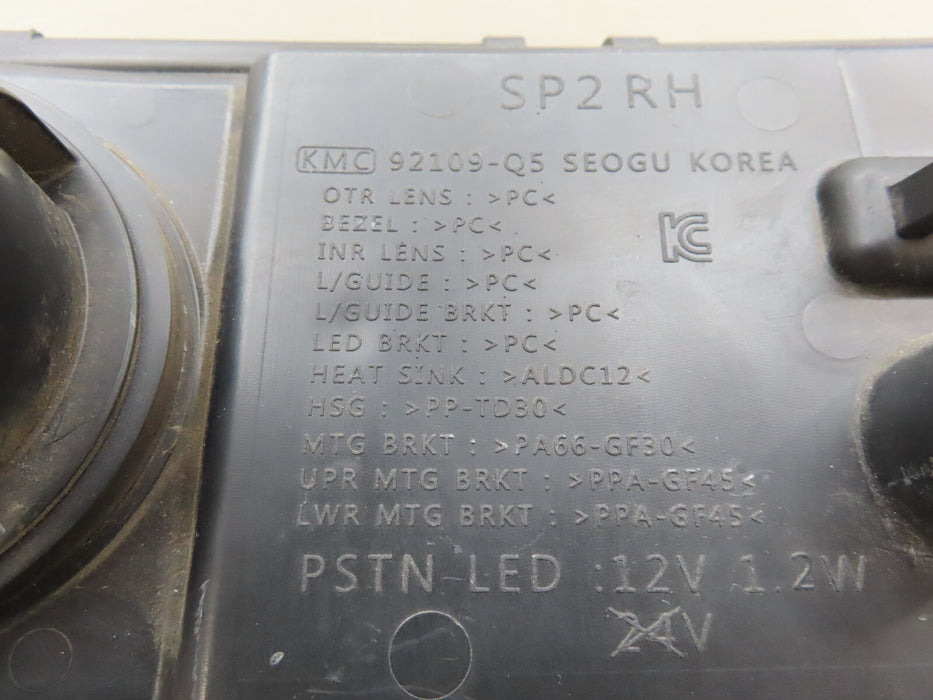 SP2 RH
KMC 92109-Q5 SEOGU KOREA
OTR LENS : >PC<
BEZEL : >PC<
INR LENS : >PC<
L/GUIDE : >PC<
L/GUIDE BRKT : >PC<
LED BRKT : >PC<
HEAT SINK : >ALDC12<
HSG : >PP-TD30<
MTG BRKT : >PA66-GF30<
UPR MTG BRKT : >PPA-GF45<
LWR MTG BRKT : >PPA-GF45<
KC
PSTN LED :12V 1.2W
24V